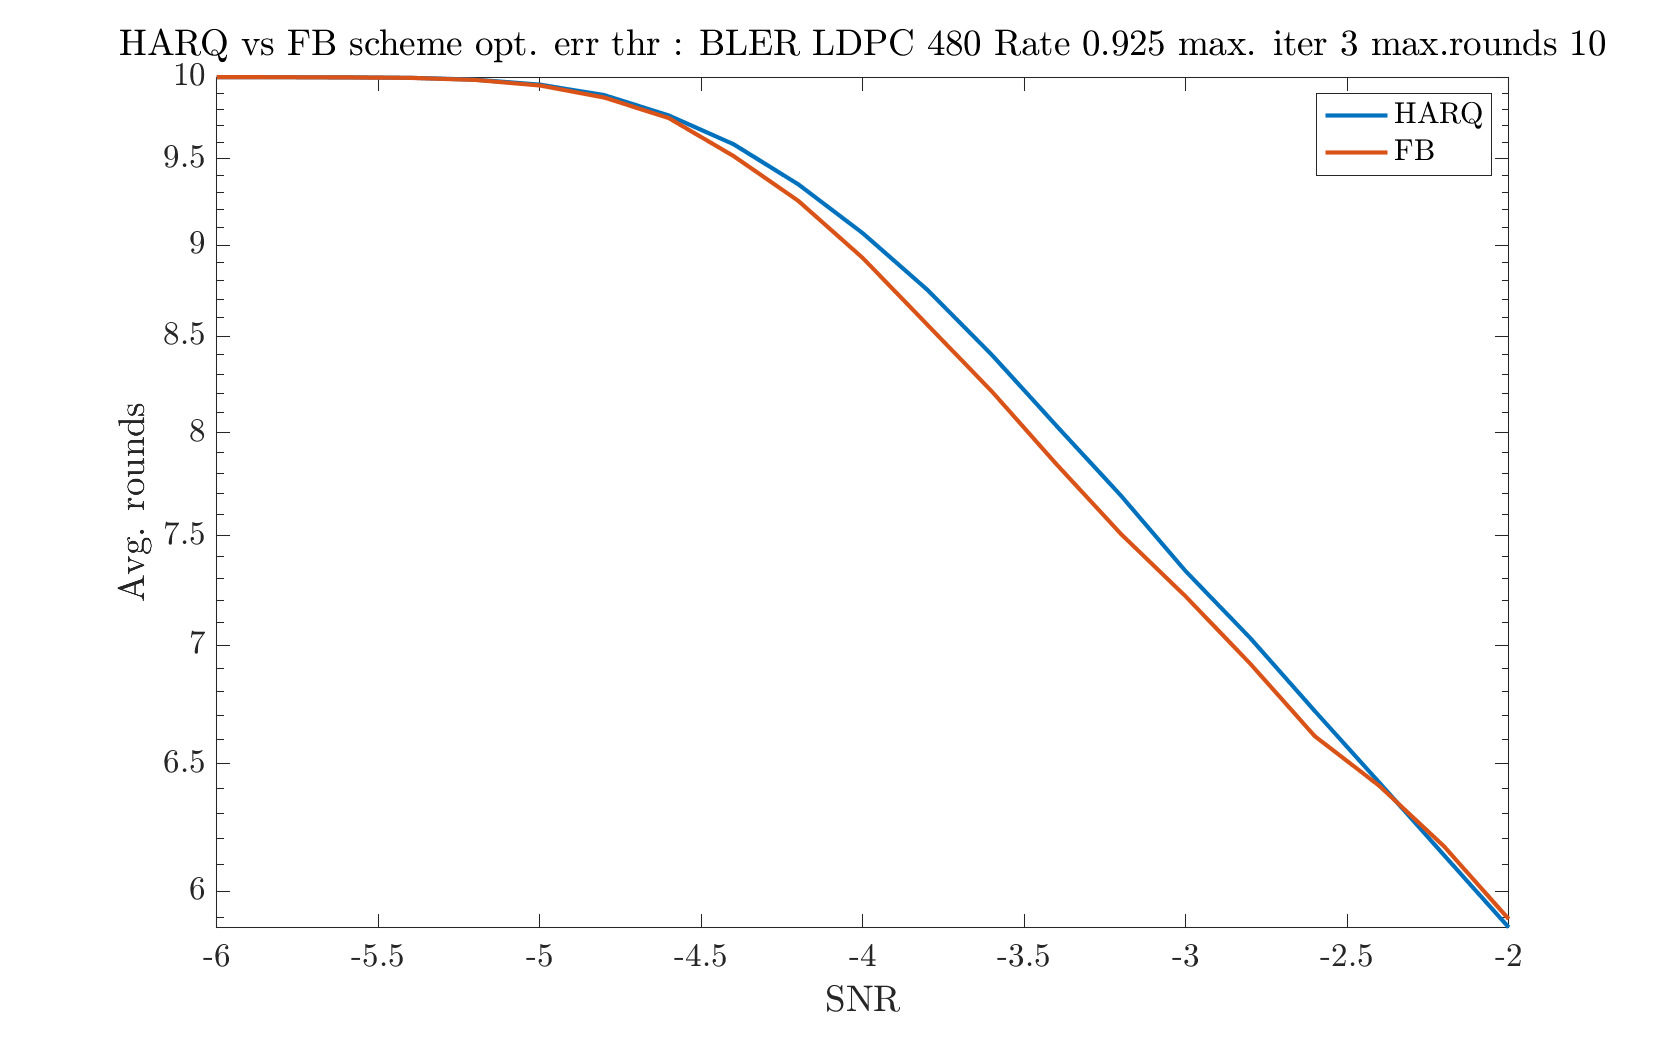 HARQ vs FB scheme opt. err thr : BLER LDPC 480 Rate 0.925 max. iter 3 max.rounds 10
HARQ
FB
Avg. rounds
10
9.5
9
8.5
8
7.5
7
6.5
6
-6 -5.5 -5 -4.5 -4 -3.5 -3 -2.5 -2
SNR